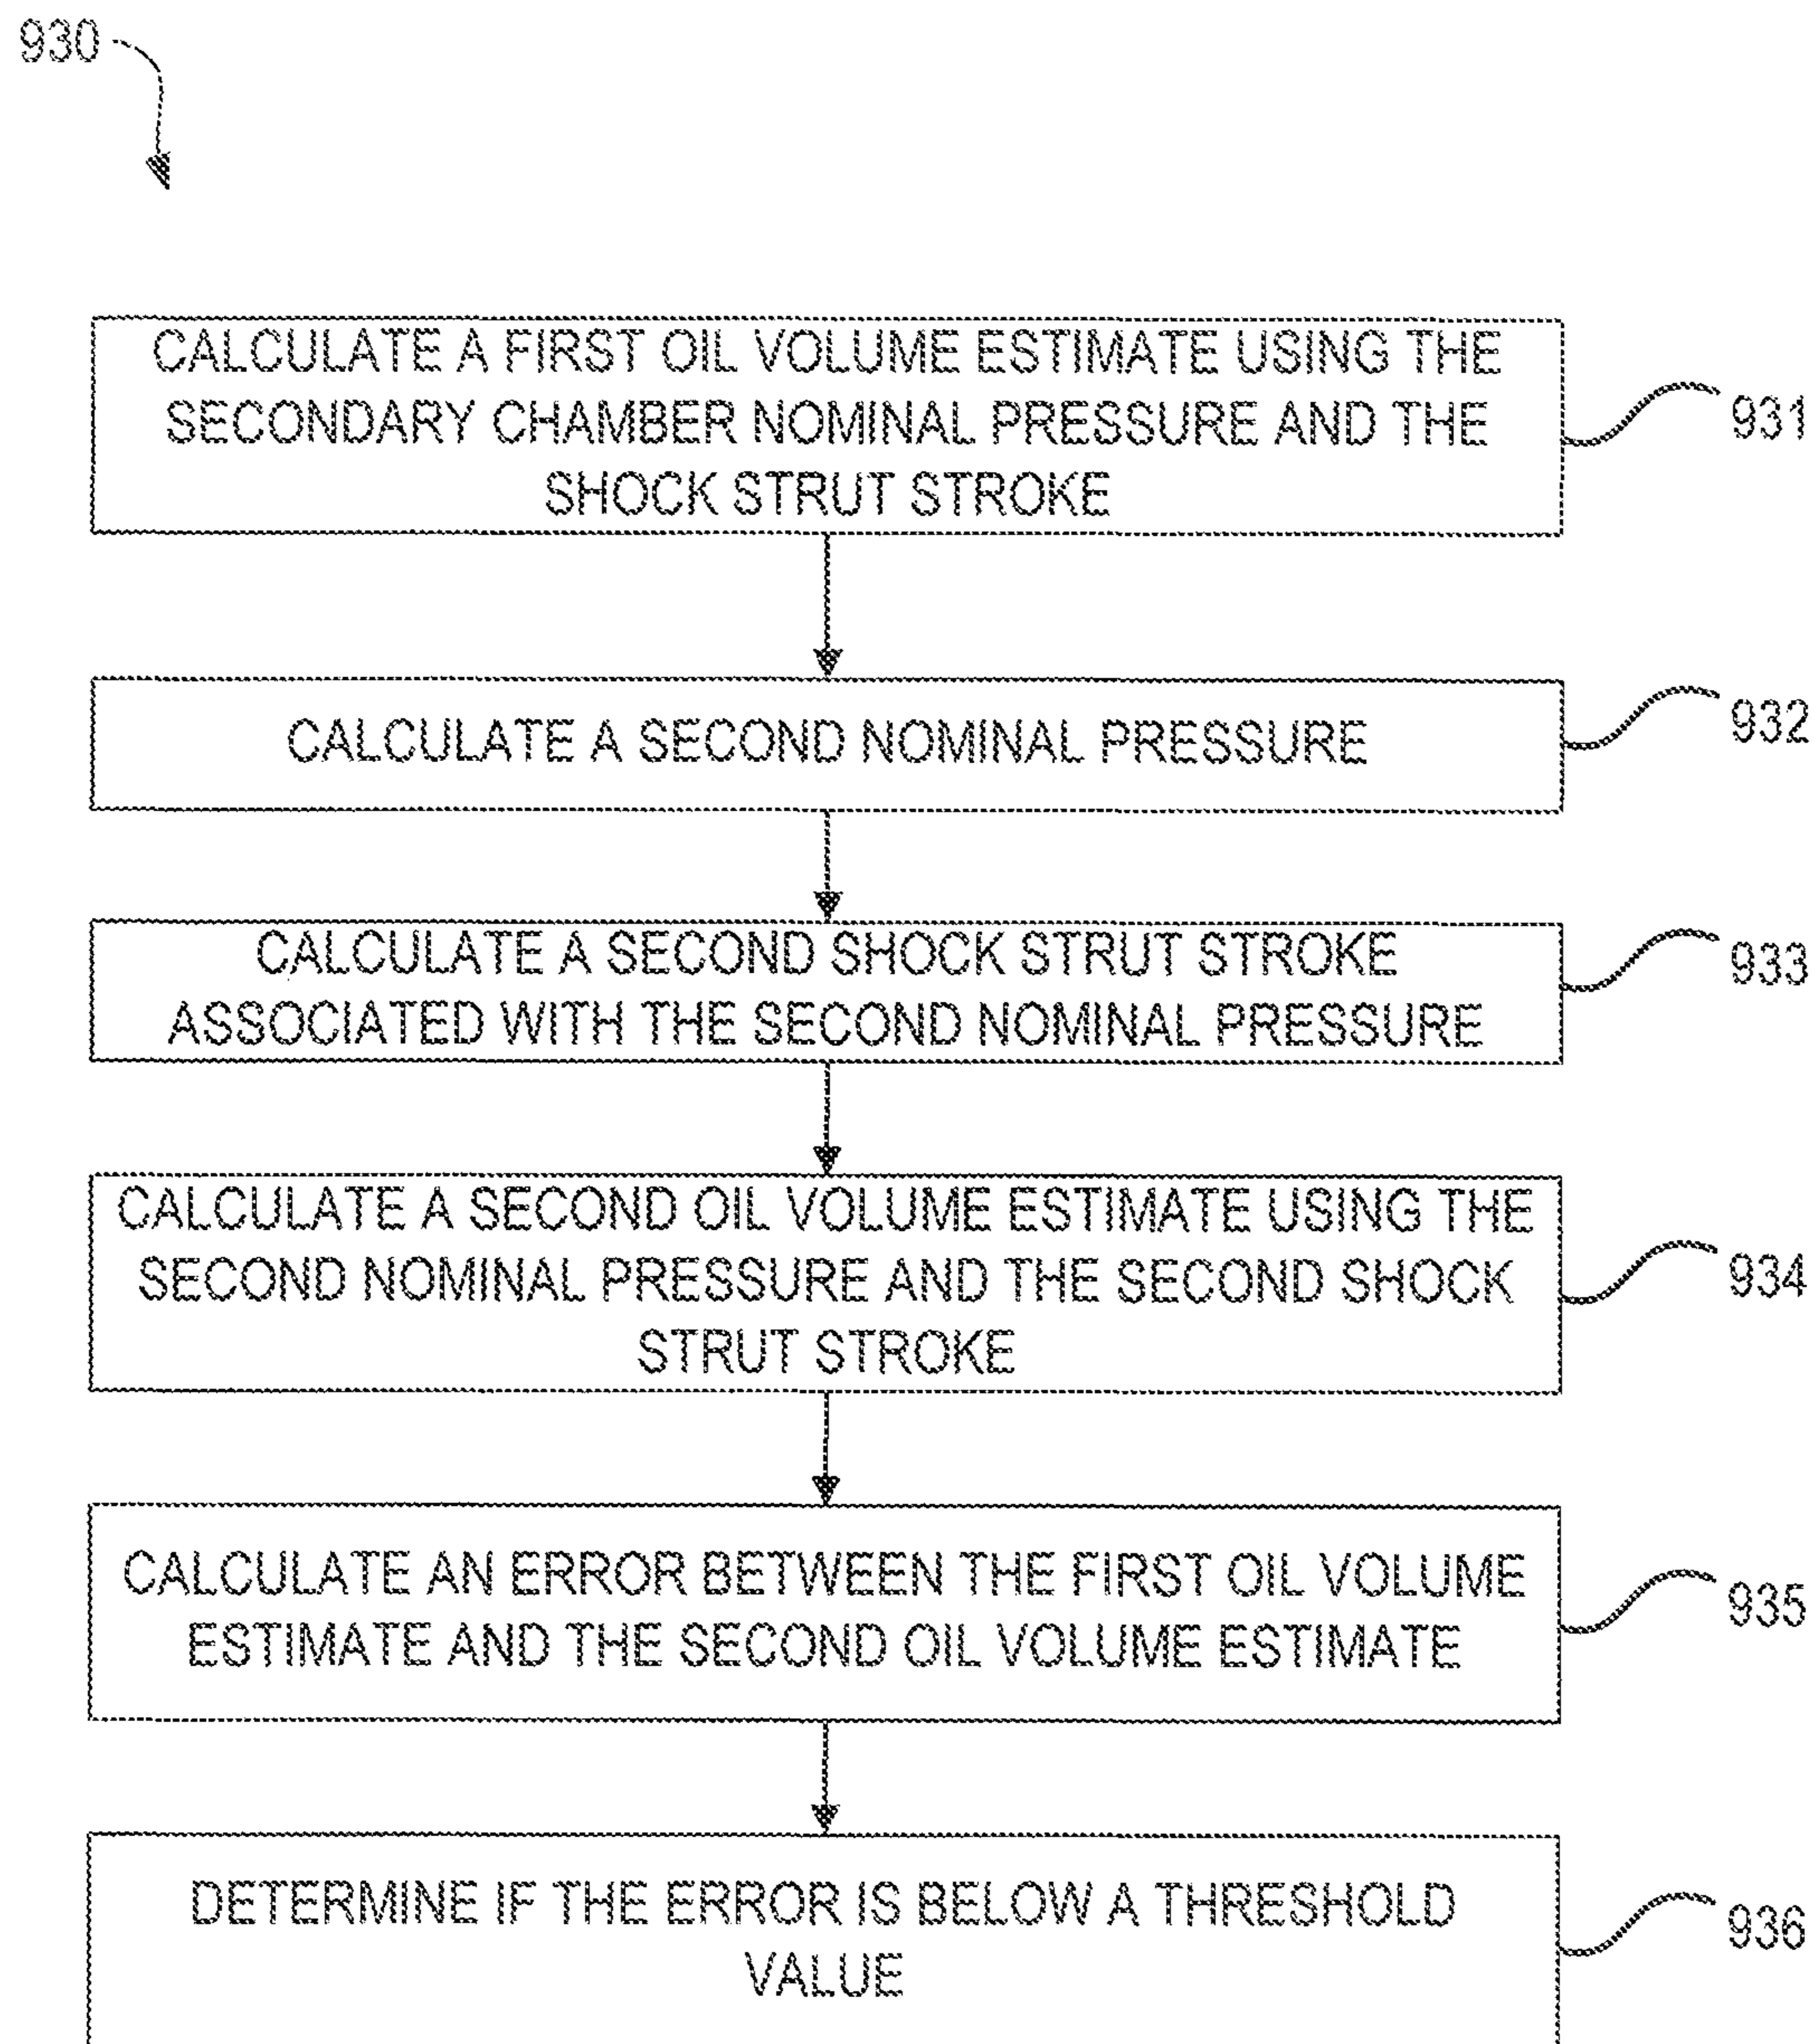 930
CALCULATE A FIRST OIL VOLUME ESTIMATE USING THE
SECONDARY CHAMBER NOMINAL PRESSURE AND THE
SHOCK STRUT STROKE
931
CALCULATE A SECOND NOMINAL PRESSURE
932
CALCULATE A SECOND SHOCK STRUT STROKE
ASSOCIATED WITH THE SECOND NOMINAL PRESSURE
933
CALCULATE A SECOND OIL VOLUME ESTIMATE USING THE
SECOND NOMINAL PRESSURE AND THE SECOND SHOCK
STRUT STROKE
934
CALCULATE AN ERROR BETWEEN THE FIRST OIL VOLUME
ESTIMATE AND THE SECOND OIL VOLUME ESTIMATE
935
DETERMINE IF THE ERROR IS BELOW A THRESHOLD
VALUE
936